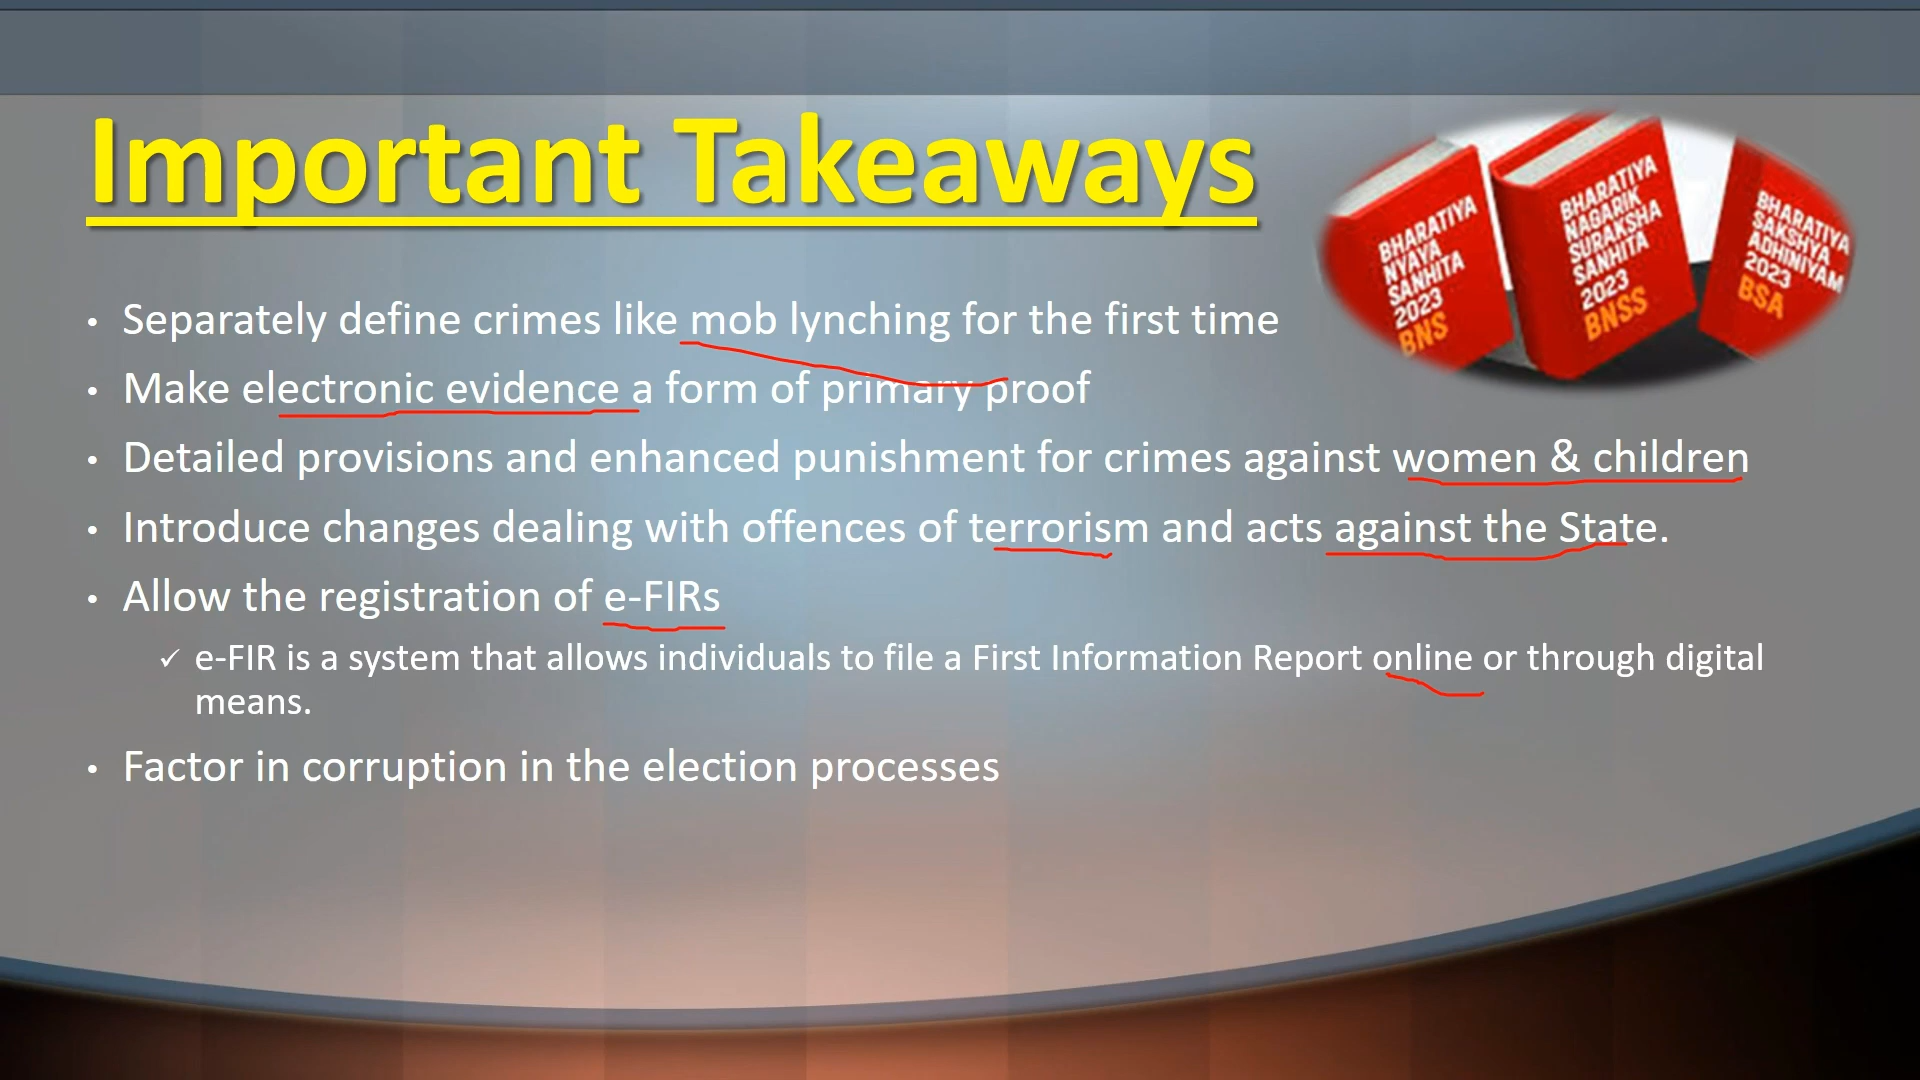 Important Takeaways
BHARATIYA
NYAYA
SANHITA
2023
BNS
BHARATIYA
NAGARIK
SURAKSHA
SANHITA
2023
BNSS
BHARATIYA
SAKSHYA
ADHINIYAM
2023
BSA
• Separately define crimes like mob lynching for the first time
• Make electronic evidence a form of primary proof
• Detailed provisions and enhanced punishment for crimes against women & children
• Introduce changes dealing with offences of terrorism and acts against the State.
• Allow the registration of e-FIRs
✓ e-FIR is a system that allows individuals to file a First Information Report online or through digital
means.
• Factor in corruption in the election processes